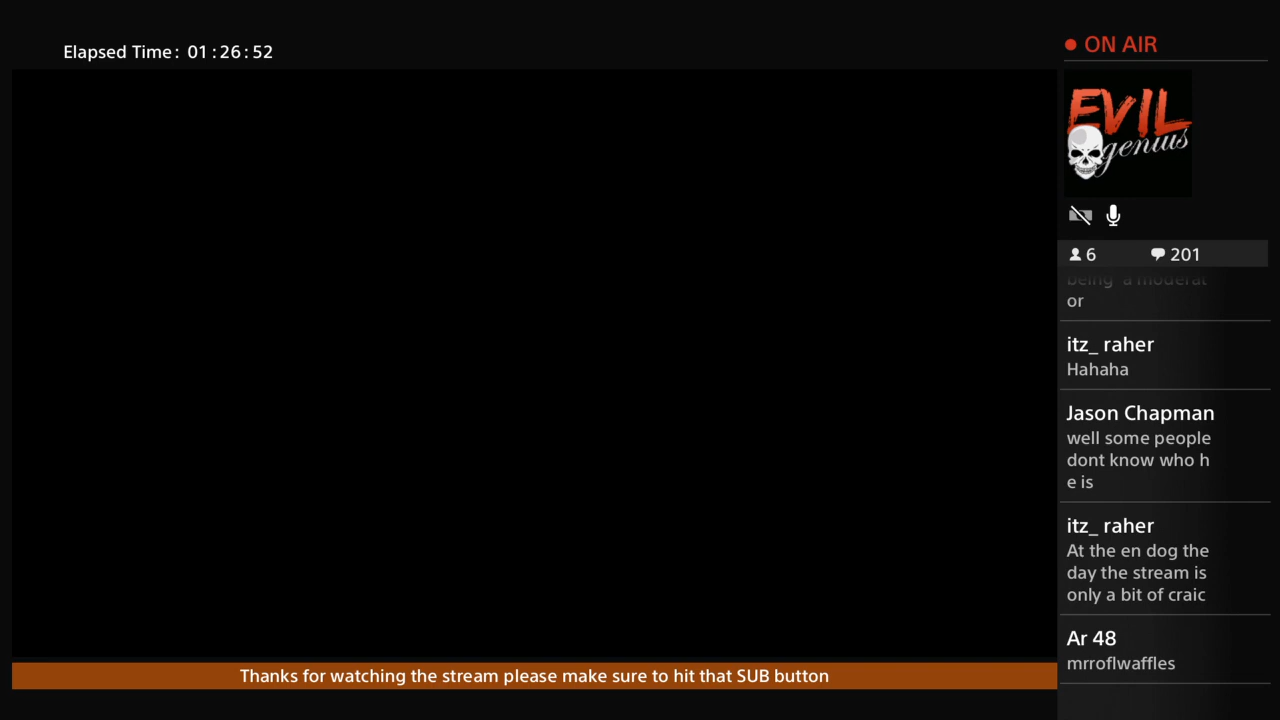 Elapsed Time: 01:26:52
ON AIR
EVIL
genius
6 201
being a moderat
or
itz_ raher
Hahaha
Jason Chapman
well some people
dont know who h
e is
itz_ raher
At the en dog the
day the stream is
only a bit of craic
Ar 48
mrroflwaffles
Thanks for watching the stream please make sure to hit that SUB button